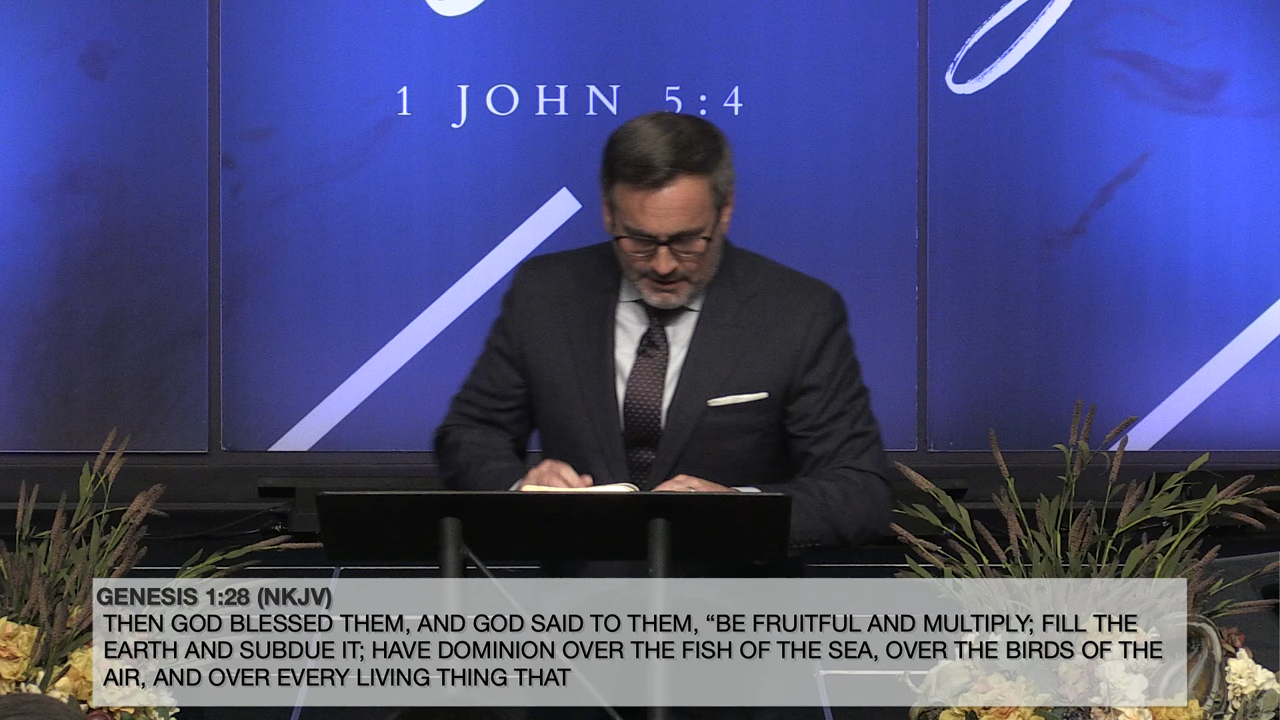 1 JOHN 5:4
GENESIS 1:28 (NKJV)
THEN GOD BLESSED THEM, AND GOD SAID TO THEM, “BE FRUITFUL AND MULTIPLY; FILL THE
EARTH AND SUBDUE IT; HAVE DOMINION OVER THE FISH OF THE SEA, OVER THE BIRDS OF THE
AIR, AND OVER EVERY LIVING THING THAT